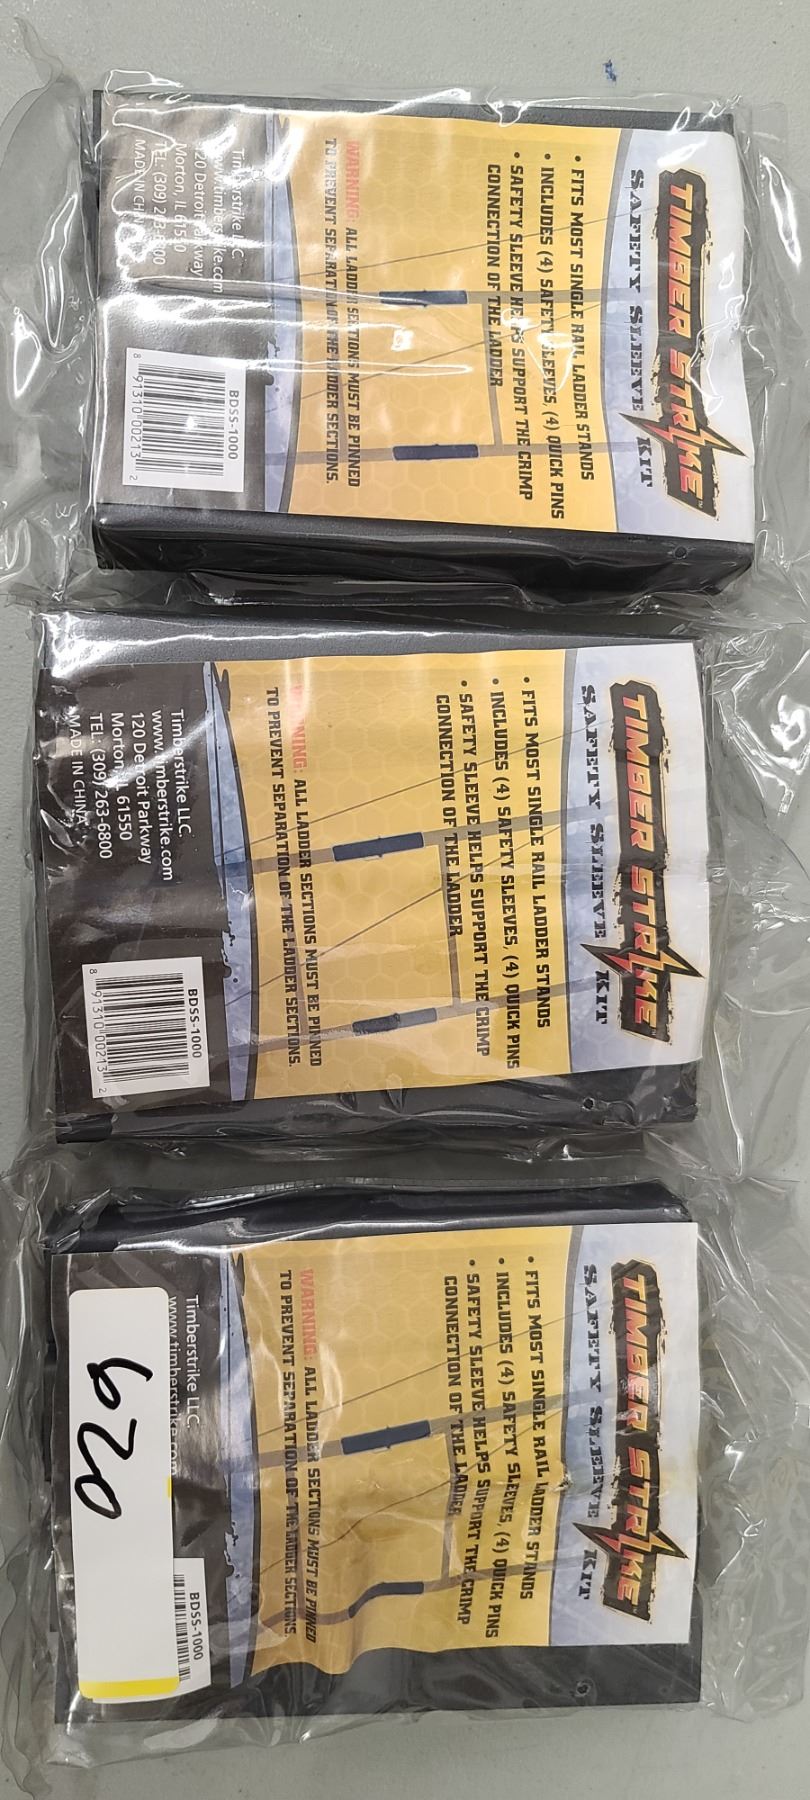 TIMBER STRIKE™
SAFETY SLEEVE KIT
• FITS MOST SINGLE RAIL LADDER STANDS
• INCLUDES (4) SAFETY SLEEVES, (4) QUICK PINS
• SAFETY SLEEVE HELPS SUPPORT THE CRIMP
CONNECTION OF THE LADDER
WARNING: ALL LADDER SECTIONS MUST BE PINNED
TO PREVENT SEPARATION OF THE LADDER SECTIONS.
Timberstrike LLC.
www.timberstrike.com
120 Detroit Parkway
Morton, IL 61550
TEL: (309) 263-6800
MADE IN CHINA
BDSS-1000
8 91310 00213 2
TIMBER STRIKE
SAFETY SLEEVE KIT
• FITS MOST SINGLE RAIL LADDER STANDS
• INCLUDES (4) SAFETY SLEEVES, (4) QUICK PINS
• SAFETY SLEEVE HELPS SUPPORT THE CRIMP
CONNECTION OF THE LADDER
WARNING: ALL LADDER SECTIONS MUST BE PINNED
TO PREVENT SEPARATION OF THE LADDER SECTIONS.
Timberstrike LLC.
www.timberstrike.com
120 Detroit Parkway
Morton, IL 61550
TEL: (309) 263-6800
MADE IN CHINA
BDSS-1000
8 91310 00213 2
TIMBER STRIKE
SAFETY SLEEVE KIT
• FITS MOST SINGLE RAIL LADDER STANDS
• INCLUDES (4) SAFETY SLEEVES, (4) QUICK PINS
• SAFETY SLEEVE HELPS SUPPORT THE CRIMP
CONNECTION OF THE LADDER
WARNING: ALL LADDER SECTIONS MUST BE PINNED
TO PREVENT SEPARATION OF THE LADDER SECTIONS.
Timberstrike LLC.
www.timberstrike.com
BDSS-1000
620